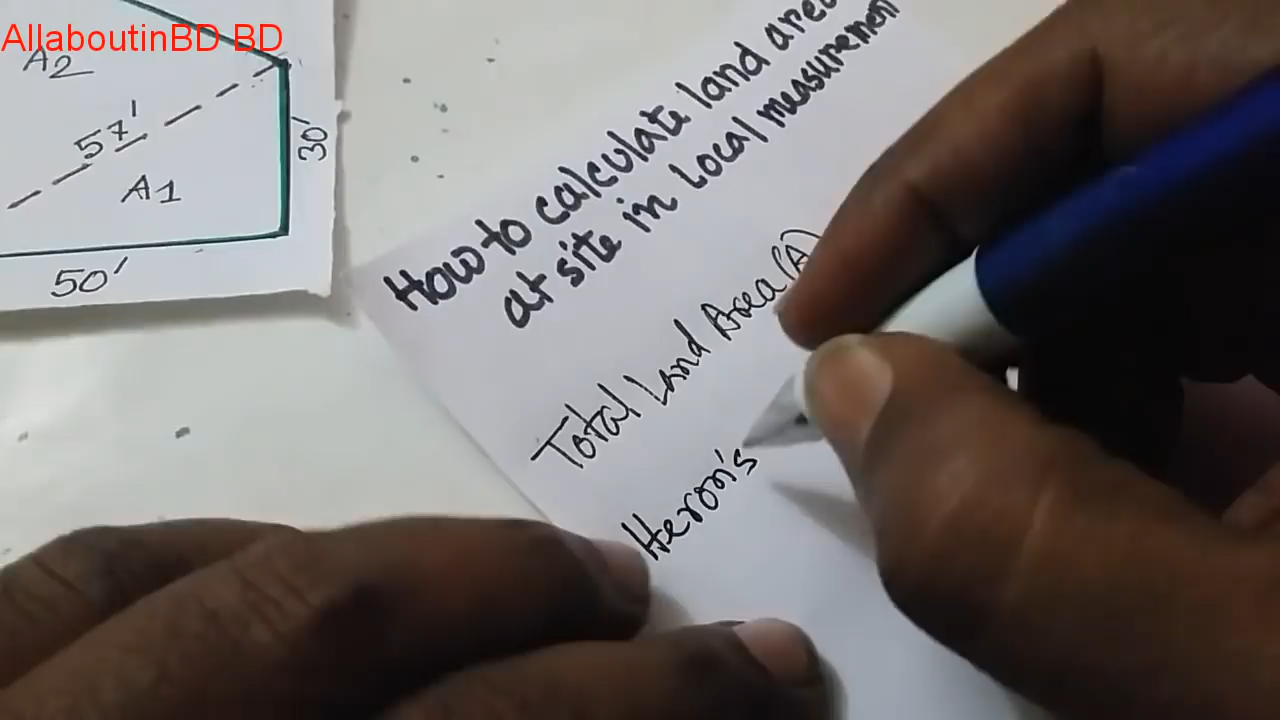 AllaboutinBD BD
A2
57'
A1
30'
50'
How to calculate land area
at site in Local measurement
Total Land Area (A)
Heron's